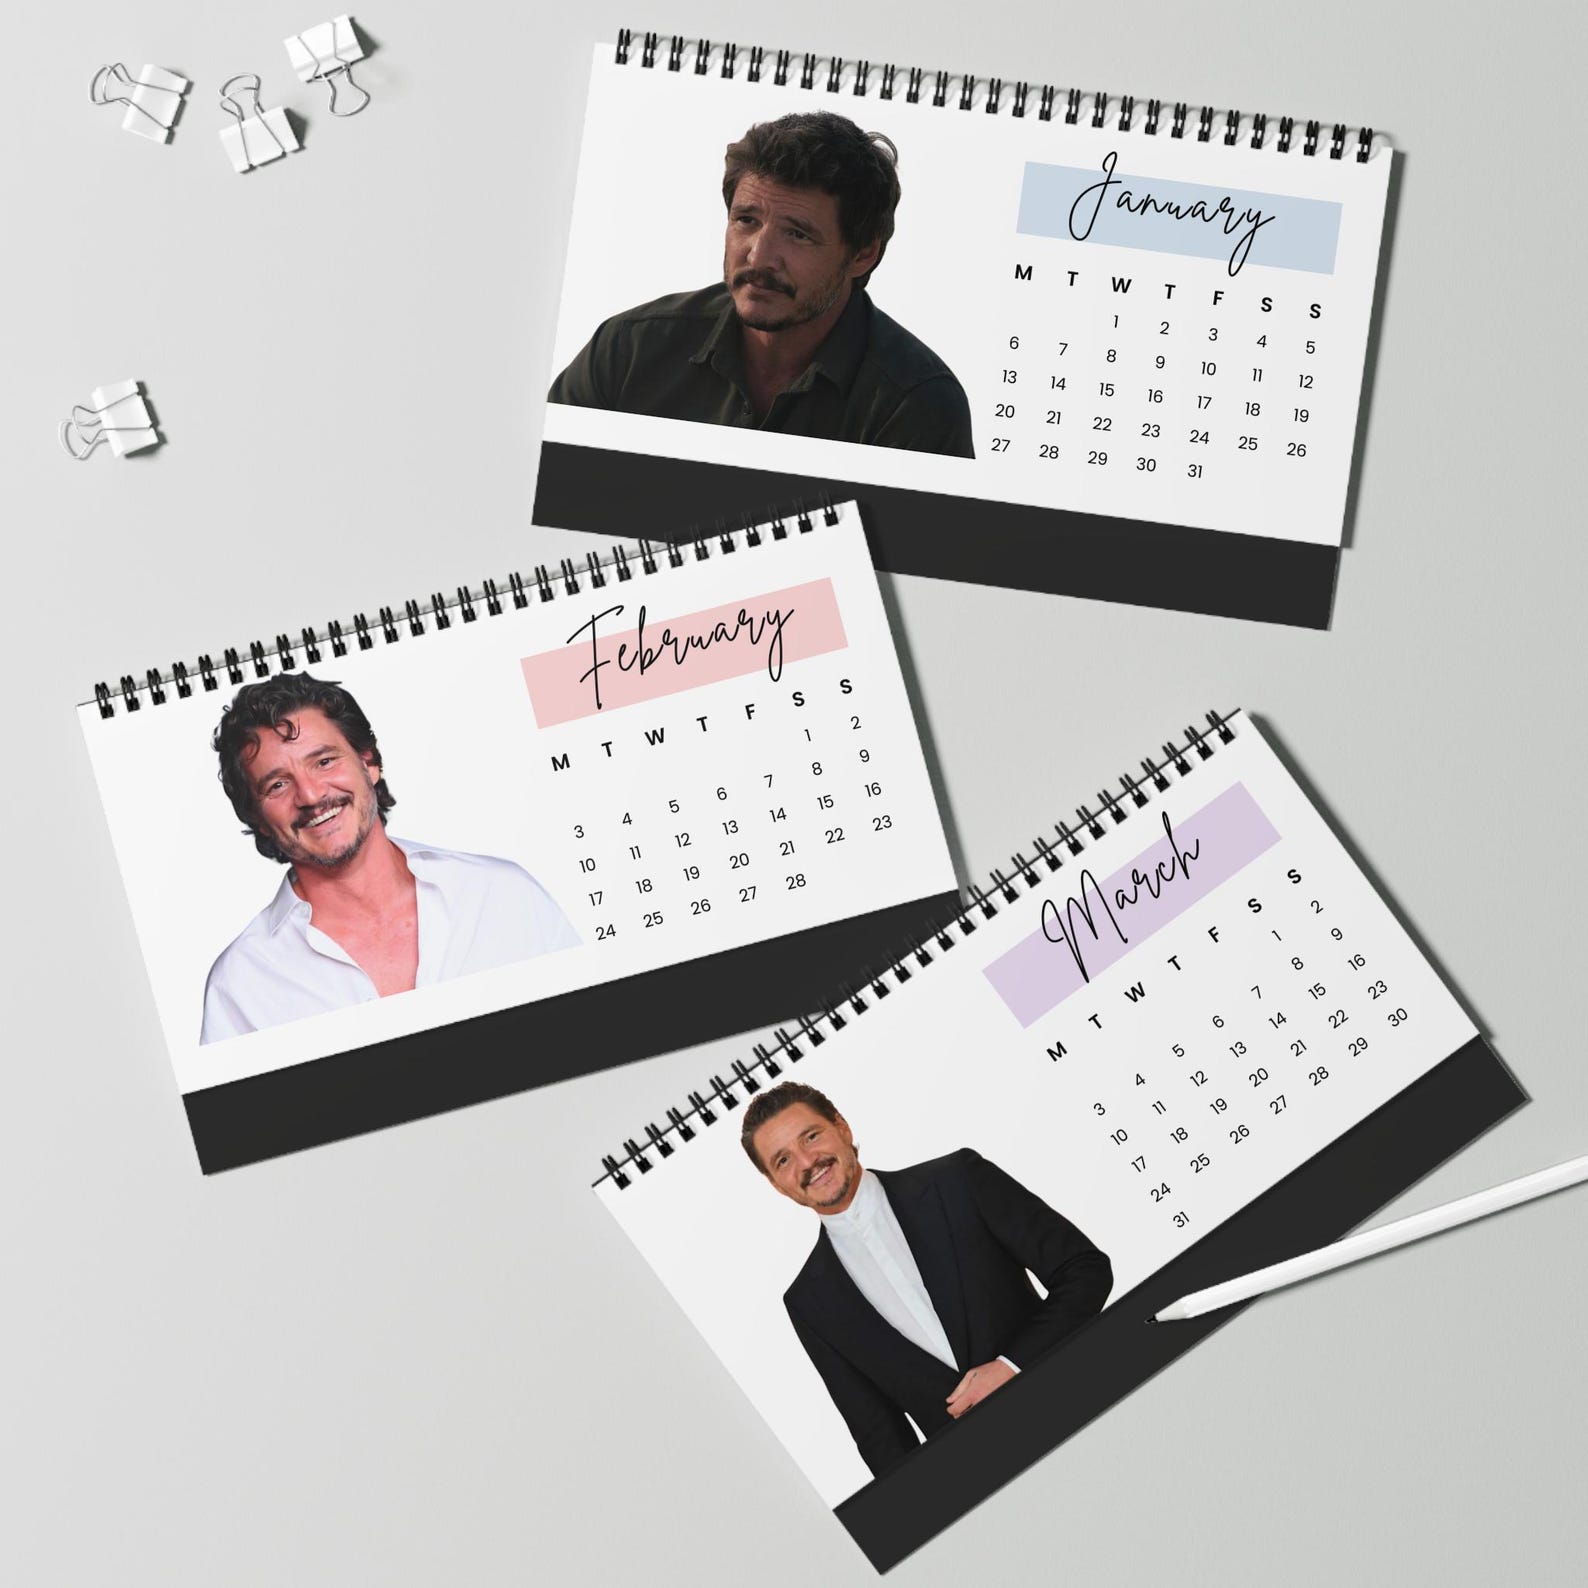 January
M T W T F S S
1 2 3 4 5
6 7 8 9 10 11 12
13 14 15 16 17 18 19
20 21 22 23 24 25 26
27 28 29 30 31
February
M T W T F S S
1 2
3 4 5 6 7 8 9
10 11 12 13 14 15 16
17 18 19 20 21 22 23
24 25 26 27 28
March
M T W T F S S
1 2
3 4 5 6 7 8 9
10 11 12 13 14 15 16
17 18 19 20 21 22 23
24 25 26 27 28 29 30
31